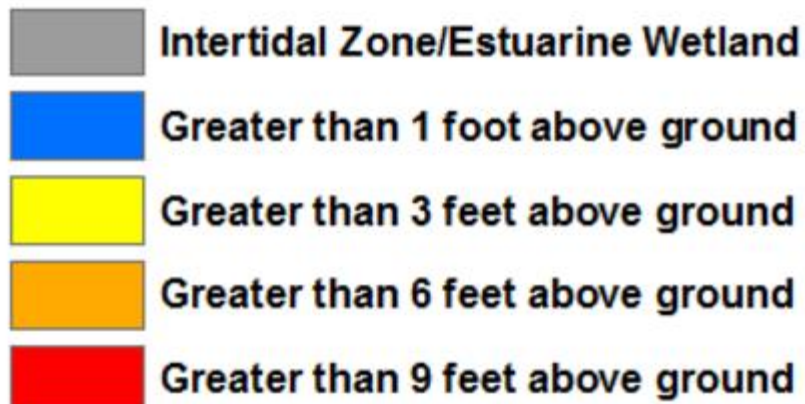 Intertidal Zone/Estuarine Wetland
Greater than 1 foot above ground
Greater than 3 feet above ground
Greater than 6 feet above ground
Greater than 9 feet above ground